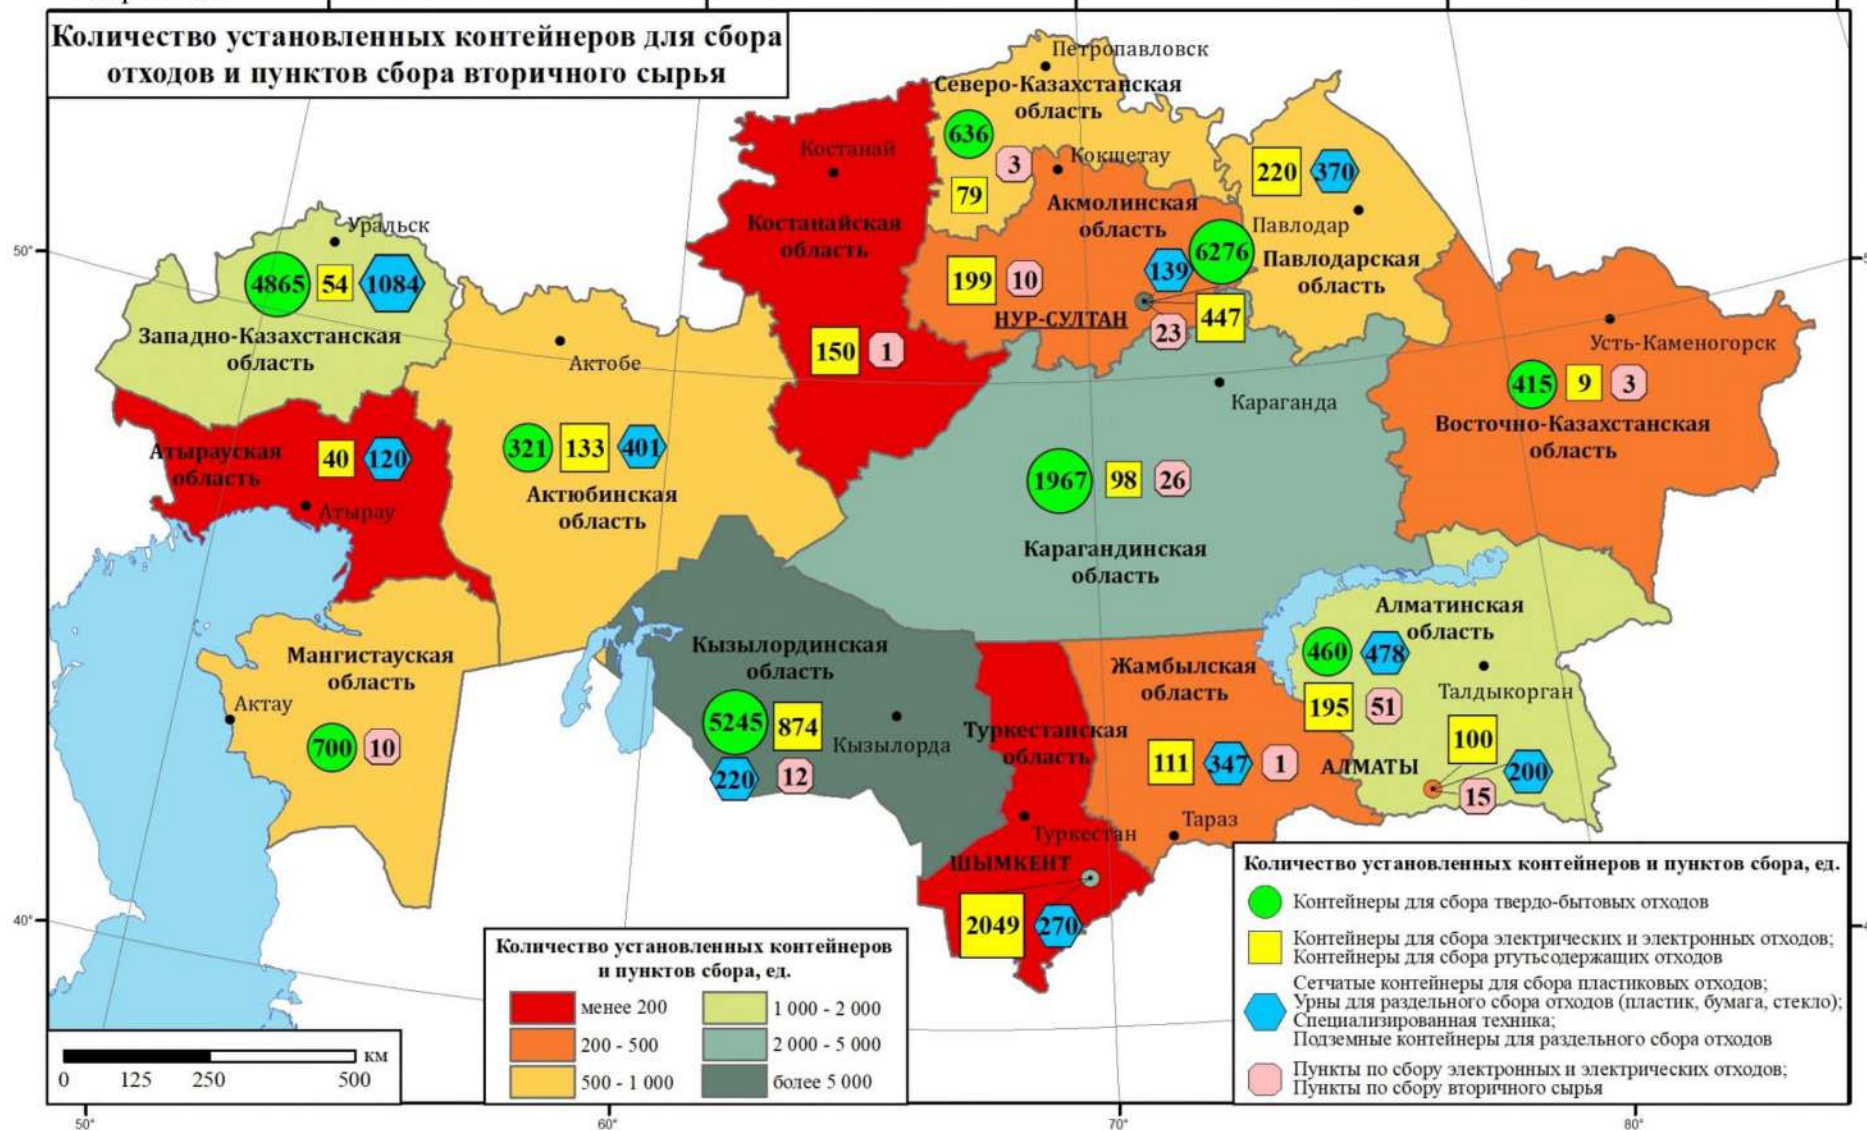 Количество установленных контейнеров для сбора
отходов и пунктов сбора вторичного сырья
Петропавловск
Северо-Казахстанская
область
636
3
79
Костанай
Костанайская
область
150
1
Кокшетау
Акмолинская
область
199
10
139
6276
НУР-СУЛТАН
23
447
220
370
Павлодар
Павлодарская
область
50°
Уральск
4865
54
1084
Западно-Казахстанская
область
Актобе
321
133
401
Актюбинская
область
Атырауская
область
40
120
Атырау
Караганда
1967
98
26
Карагандинская
область
Усть-Каменогорск
415
9
3
Восточно-Казахстанская
область
Мангистауская
область
Актау
700
10
Кызылординская
область
5245
874
Кызылорда
220
12
Туркестанская
область
Туркестан
ШЫМКЕНТ
2049
270
Жамбылская
область
111
347
1
Тараз
Алматинская
область
460
478
Талдыкорган
195
51
100
АЛМАТЫ
200
15
40°
Количество установленных контейнеров
и пунктов сбора, ед.
менее 200
1 000 - 2 000
200 - 500
2 000 - 5 000
500 - 1 000
более 5 000
Количество установленных контейнеров и пунктов сбора, ед.
Контейнеры для сбора твердо-бытовых отходов
Контейнеры для сбора электрических и электронных отходов;
Контейнеры для сбора ртутьсодержащих отходов
Сетчатые контейнеры для сбора пластиковых отходов;
Урны для раздельного сбора отходов (пластик, бумага, стекло);
Специализированная техника;
Подземные контейнеры для раздельного сбора отходов
Пункты по сбору электронных и электрических отходов;
Пункты по сбору вторичного сырья
км
0 125 250 500
50° 60° 70° 80°